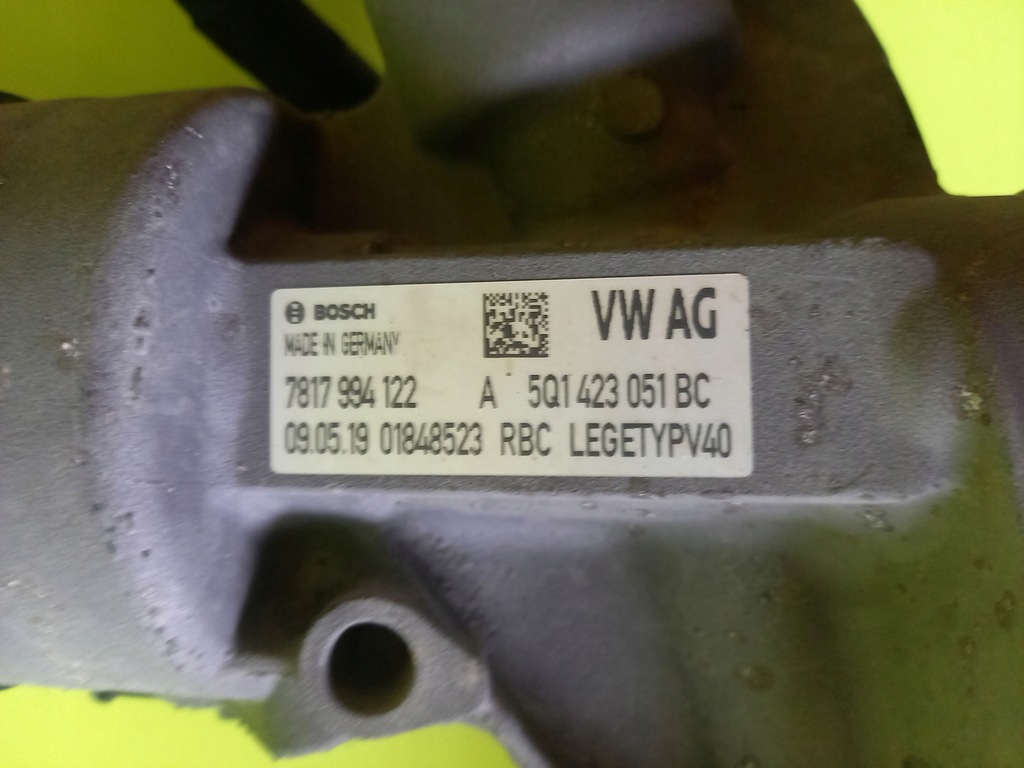 BOSCH VW AG
MADE IN GERMANY
7817 994 122 A 5Q1 423 051 BC
09.05.19 01848523 RBC LEGETYPV40